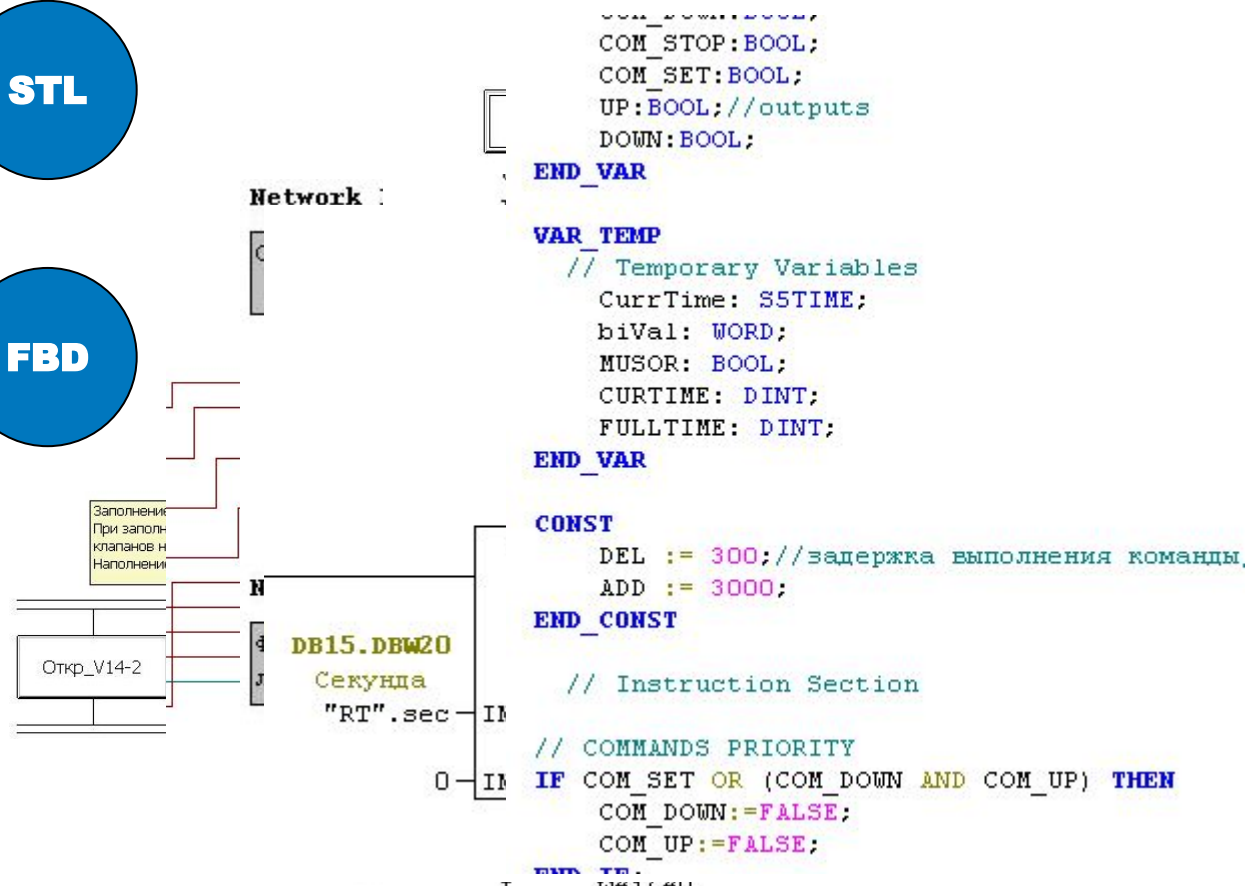 STL
FBD
Network
Заполнение
При заполн
клапанов н
Наполнени
Откр_V14-2
DB15.DBW20
Секунда
"RT".sec
0
COM_DOWN:BOOL;
COM_STOP:BOOL;
COM_SET:BOOL;
UP:BOOL;//outputs
DOWN:BOOL;
END_VAR
VAR_TEMP
// Temporary Variables
CurrTime: S5TIME;
biVal: WORD;
MUSOR: BOOL;
CURTIME: DINT;
FULLTIME: DINT;
END_VAR
CONST
DEL := 300;//задержка выполнения команды,
ADD := 3000;
END_CONST
// Instruction Section
// COMMANDS PRIORITY
IF COM_SET OR (COM_DOWN AND COM_UP) THEN
COM_DOWN:=FALSE;
COM_UP:=FALSE;
END_IF;